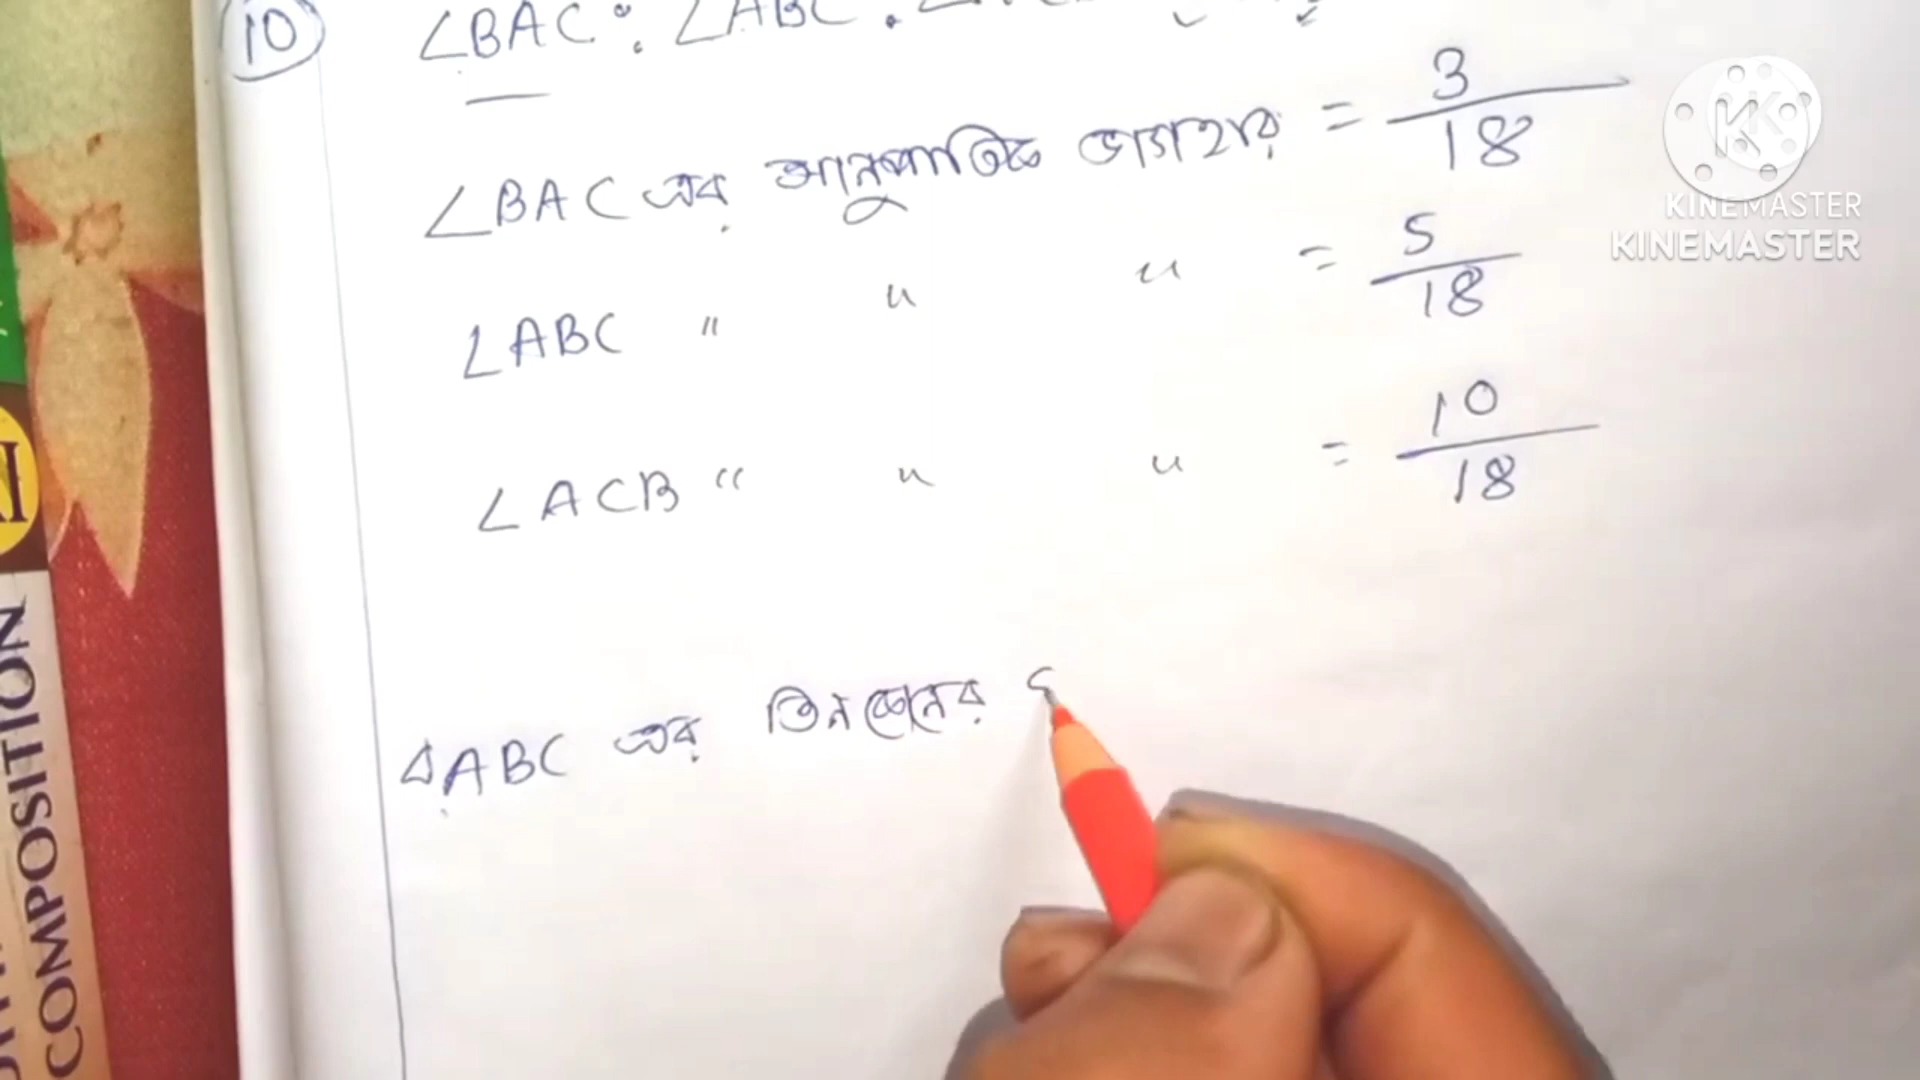 10 ∠BAC : ∠ABC :
∠BAC এর আনুপাতিক ভাগহার = 3/18
∠ABC " " " = 5/18
∠ACB " " " = 10/18
△ABC এর তিনকোনের
KINEMASTER
KINEMASTER
COMPOSITION